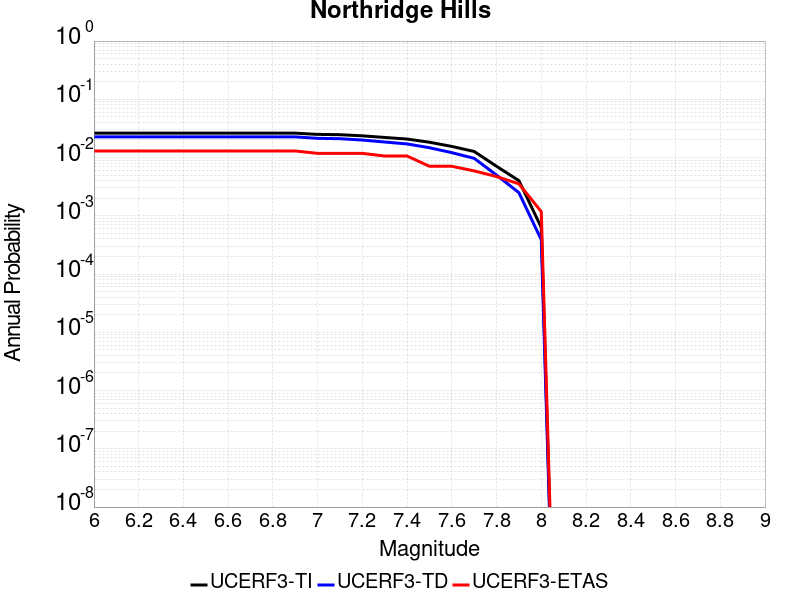 Northridge Hills
10^0
10^-1
10^-2
10^-3
10^-4
10^-5
10^-6
10^-7
10^-8
Annual Probability
6 6.2 6.4 6.6 6.8 7 7.2 7.4 7.6 7.8 8 8.2 8.4 8.6 8.8 9
Magnitude
UCERF3-TI UCERF3-TD UCERF3-ETAS